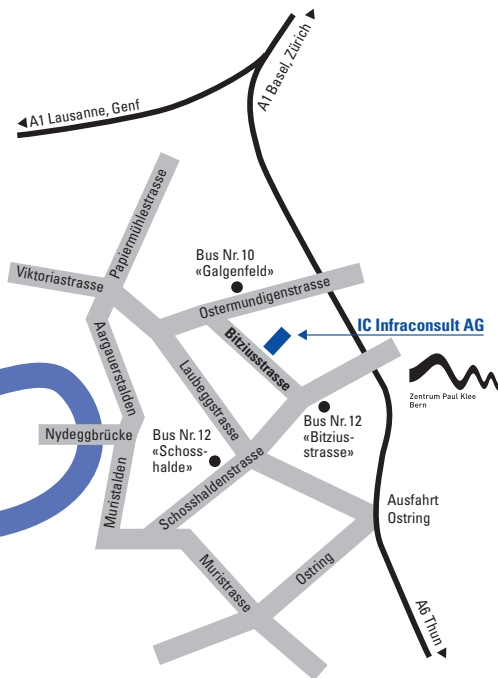 A1 Basel, Zürich
A1 Lausanne, Genf
Papiermühlestrasse
Viktoriastrasse
Bus Nr. 10
«Galgenfeld»
Ostermundigenstrasse
IC Infraconsult AG
Aargauerstalden
Bitziusstrasse
Laubeggstrasse
Zentrum Paul Klee
Bern
Nydeggbrücke
Bus Nr. 12
«Schoss-
halde»
Bus Nr. 12
«Bitzius-
strasse»
Muristalden
Schosshaldenstrasse
Ausfahrt
Ostring
Muristrasse
Ostring
A6 Thun